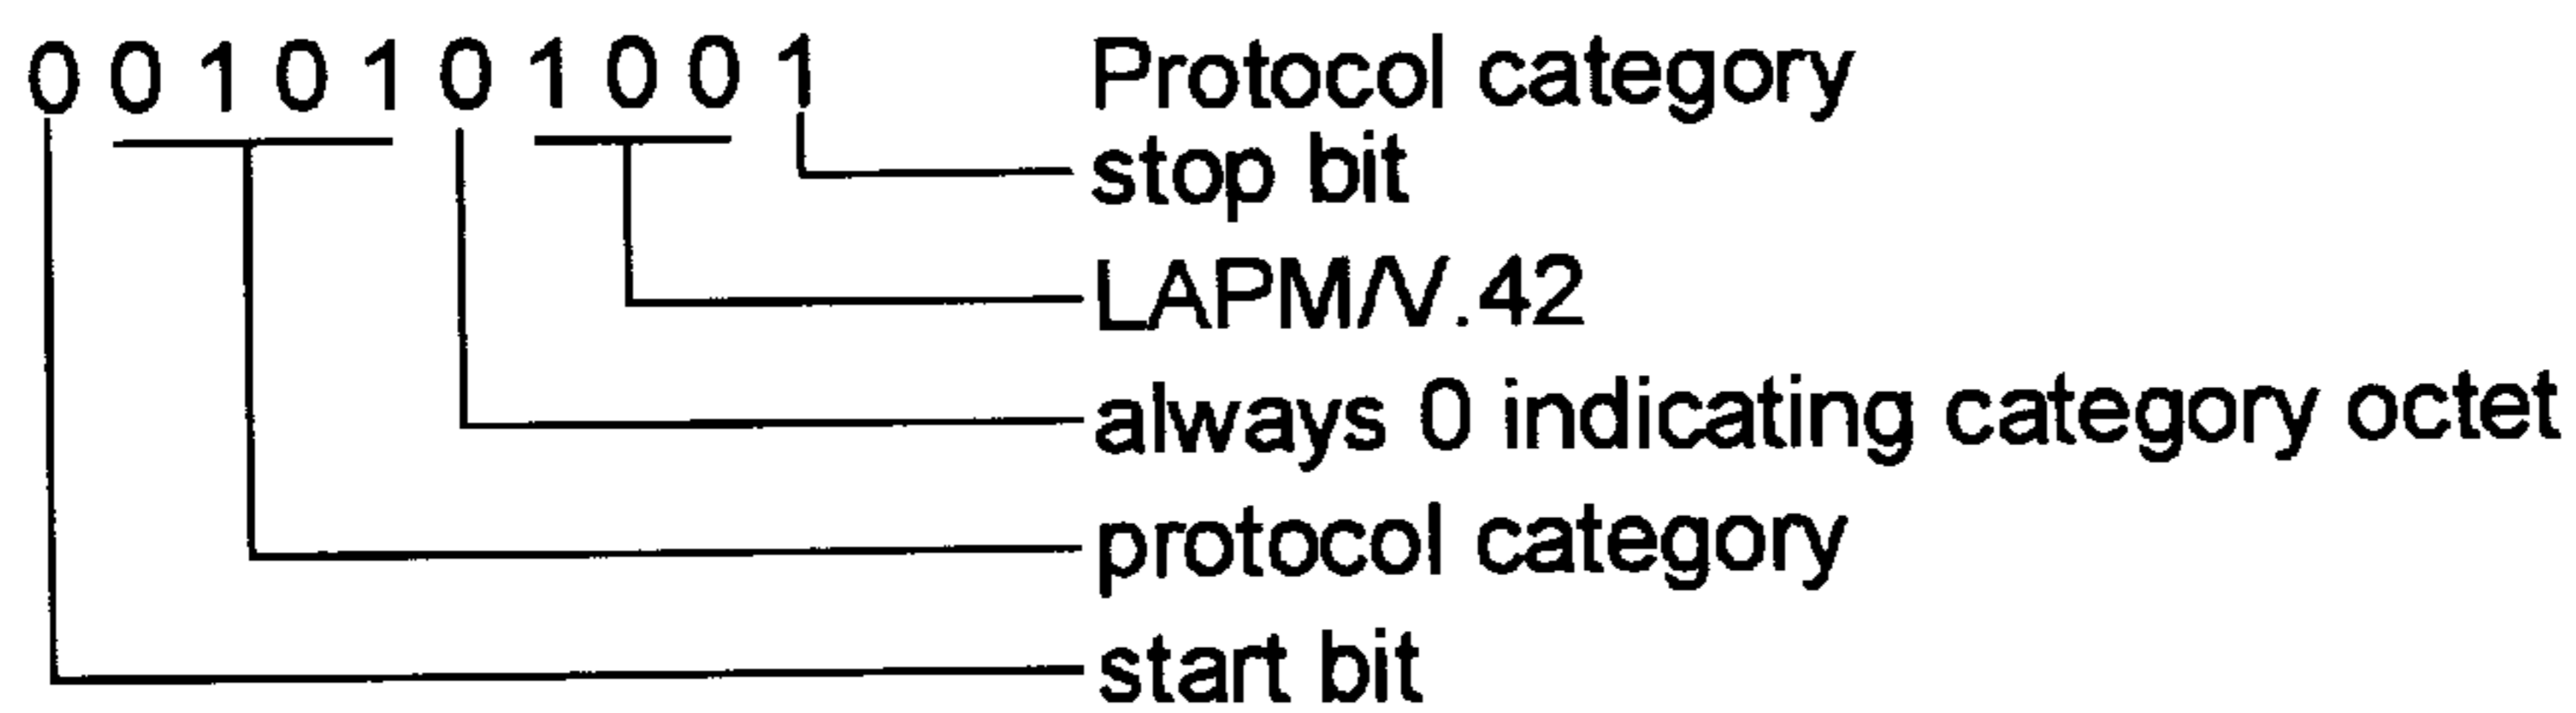 0 0 1 0 1 0 1 0 0 1 Protocol category
stop bit
LAPM/V.42
always 0 indicating category octet
protocol category
start bit